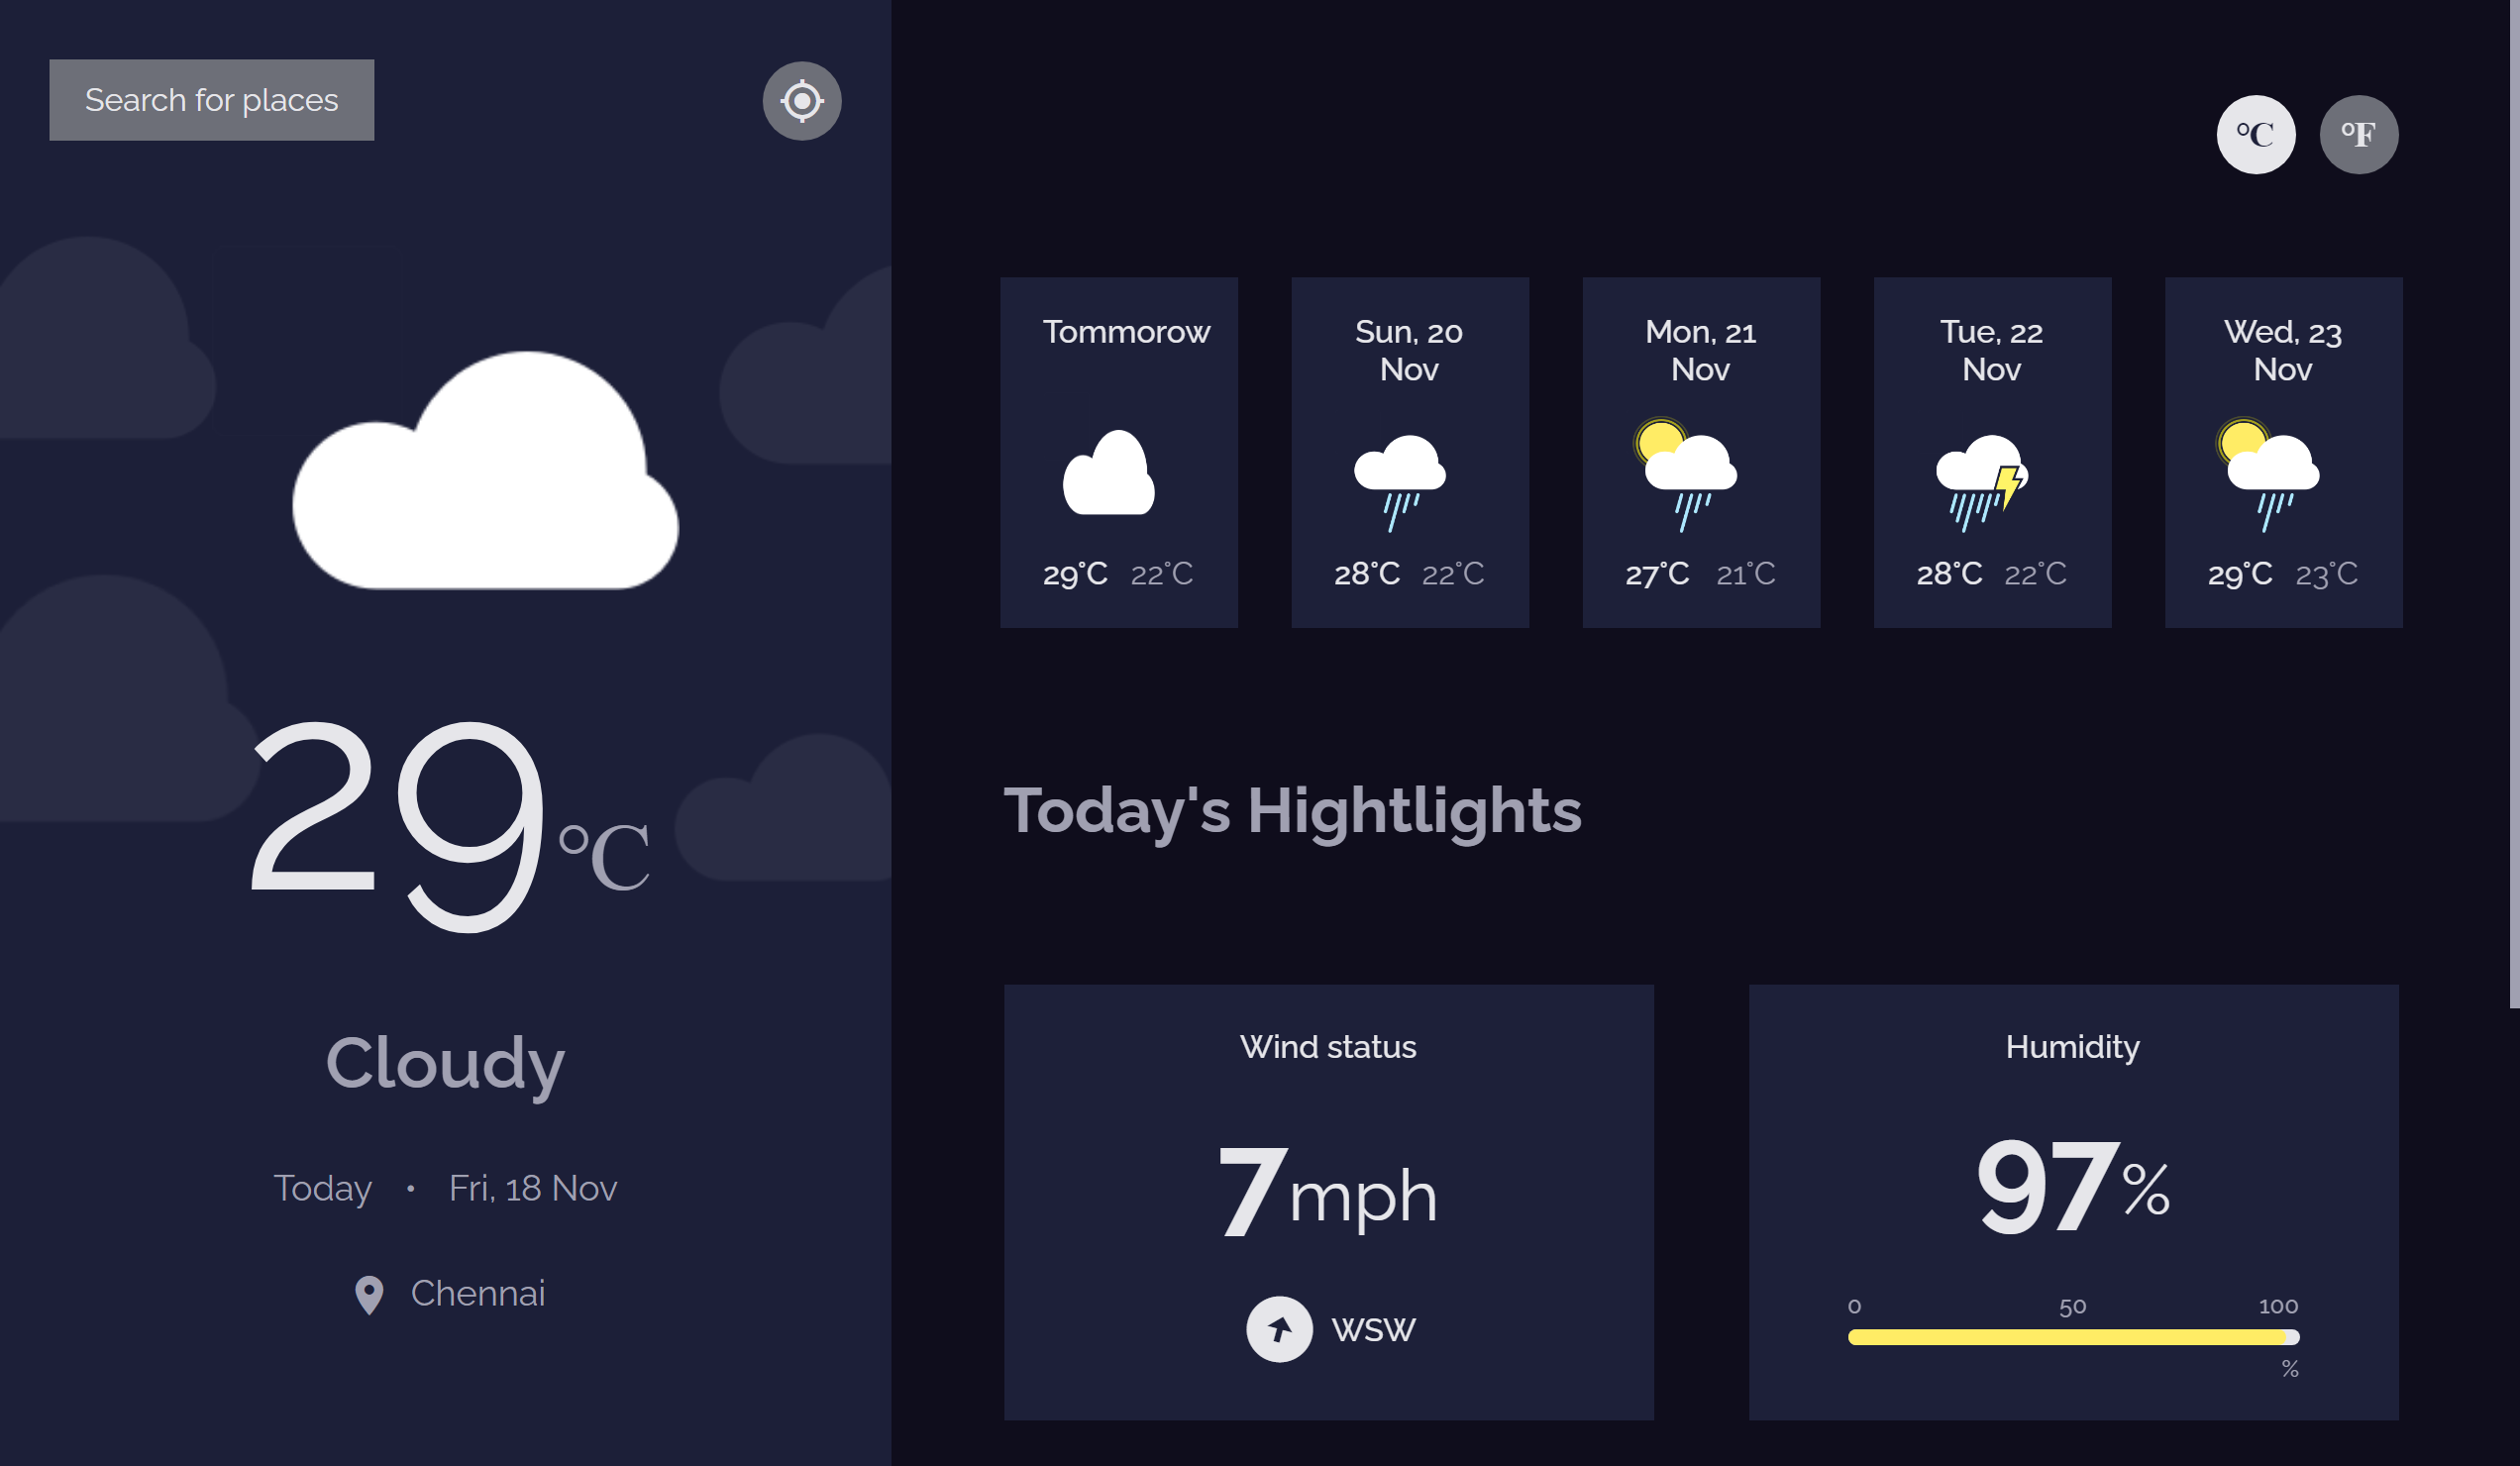 Search for places
°C °F
Tommorow
Sun, 20
Nov
Mon, 21
Nov
Tue, 22
Nov
Wed, 23
Nov
29°C 22°C
28°C 22°C
27°C 21°C
28°C 22°C
29°C 23°C
29°C
Cloudy
Today • Fri, 18 Nov
Chennai
Today's Hightlights
Wind status
7mph
WSW
Humidity
97%
0 50 100
%